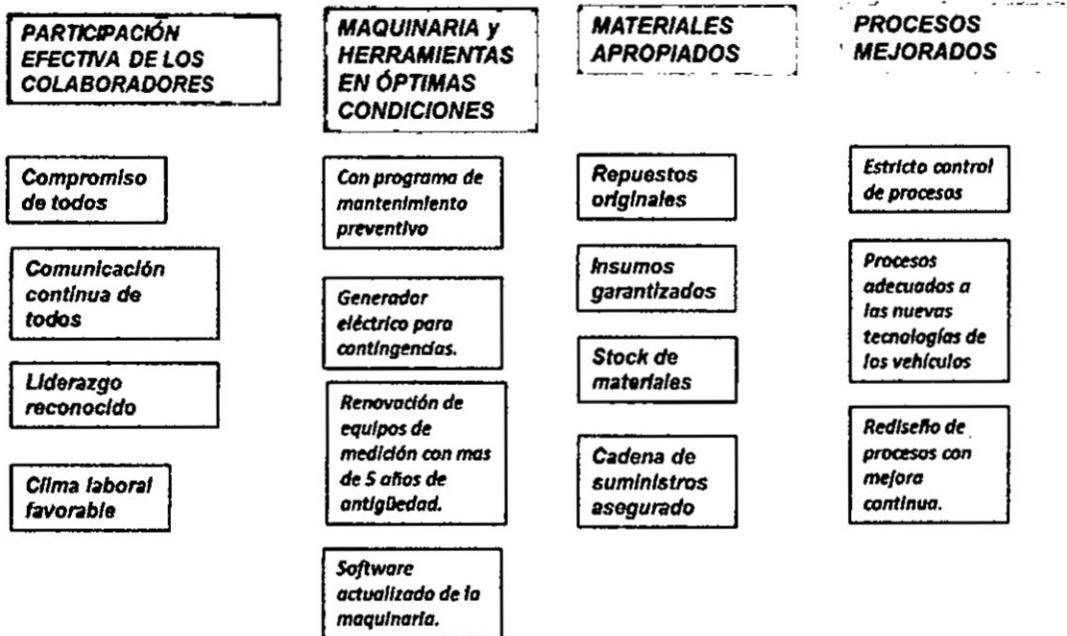 PARTICIPACIÓN
EFECTIVA DE LOS
COLABORADORES
Compromiso
de todos
Comunicación
continua de
todos
Liderazgo
reconocido
Clima laboral
favorable
MAQUINARIA y
HERRAMIENTAS
EN ÓPTIMAS
CONDICIONES
Con programa de
mantenimiento
preventivo
Generador
eléctrico para
contingencias.
Renovación de
equipos de
medición con mas
de 5 años de
antigüedad.
Software
actualizado de la
maquinaria.
MATERIALES
APROPIADOS
Repuestos
originales
Insumos
garantizados
Stock de
materiales
Cadena de
suministros
asegurado
PROCESOS
MEJORADOS
Estricto control
de procesos
Procesos
adecuados a
las nuevas
tecnologías de
los vehículos
Rediseño de
procesos con
mejora
continua.